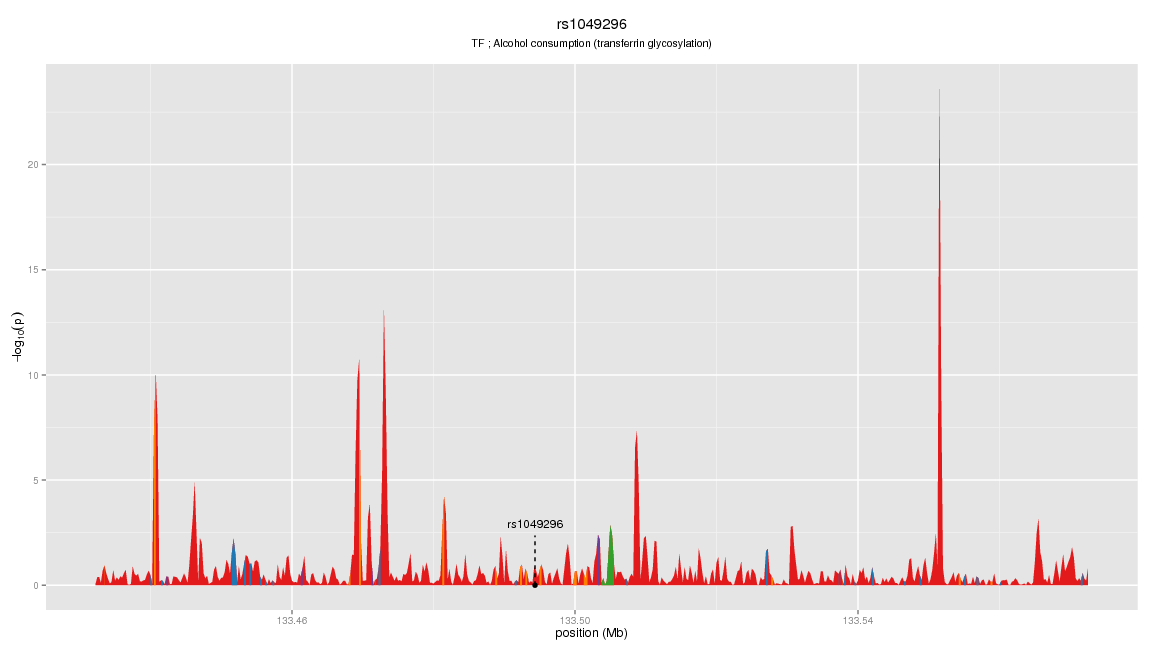 rs1049296
TF ; Alcohol consumption (transferrin glycosylation)
−log10(p)
20
15
10
5
0
rs1049296
133.46
133.50
133.54
position (Mb)